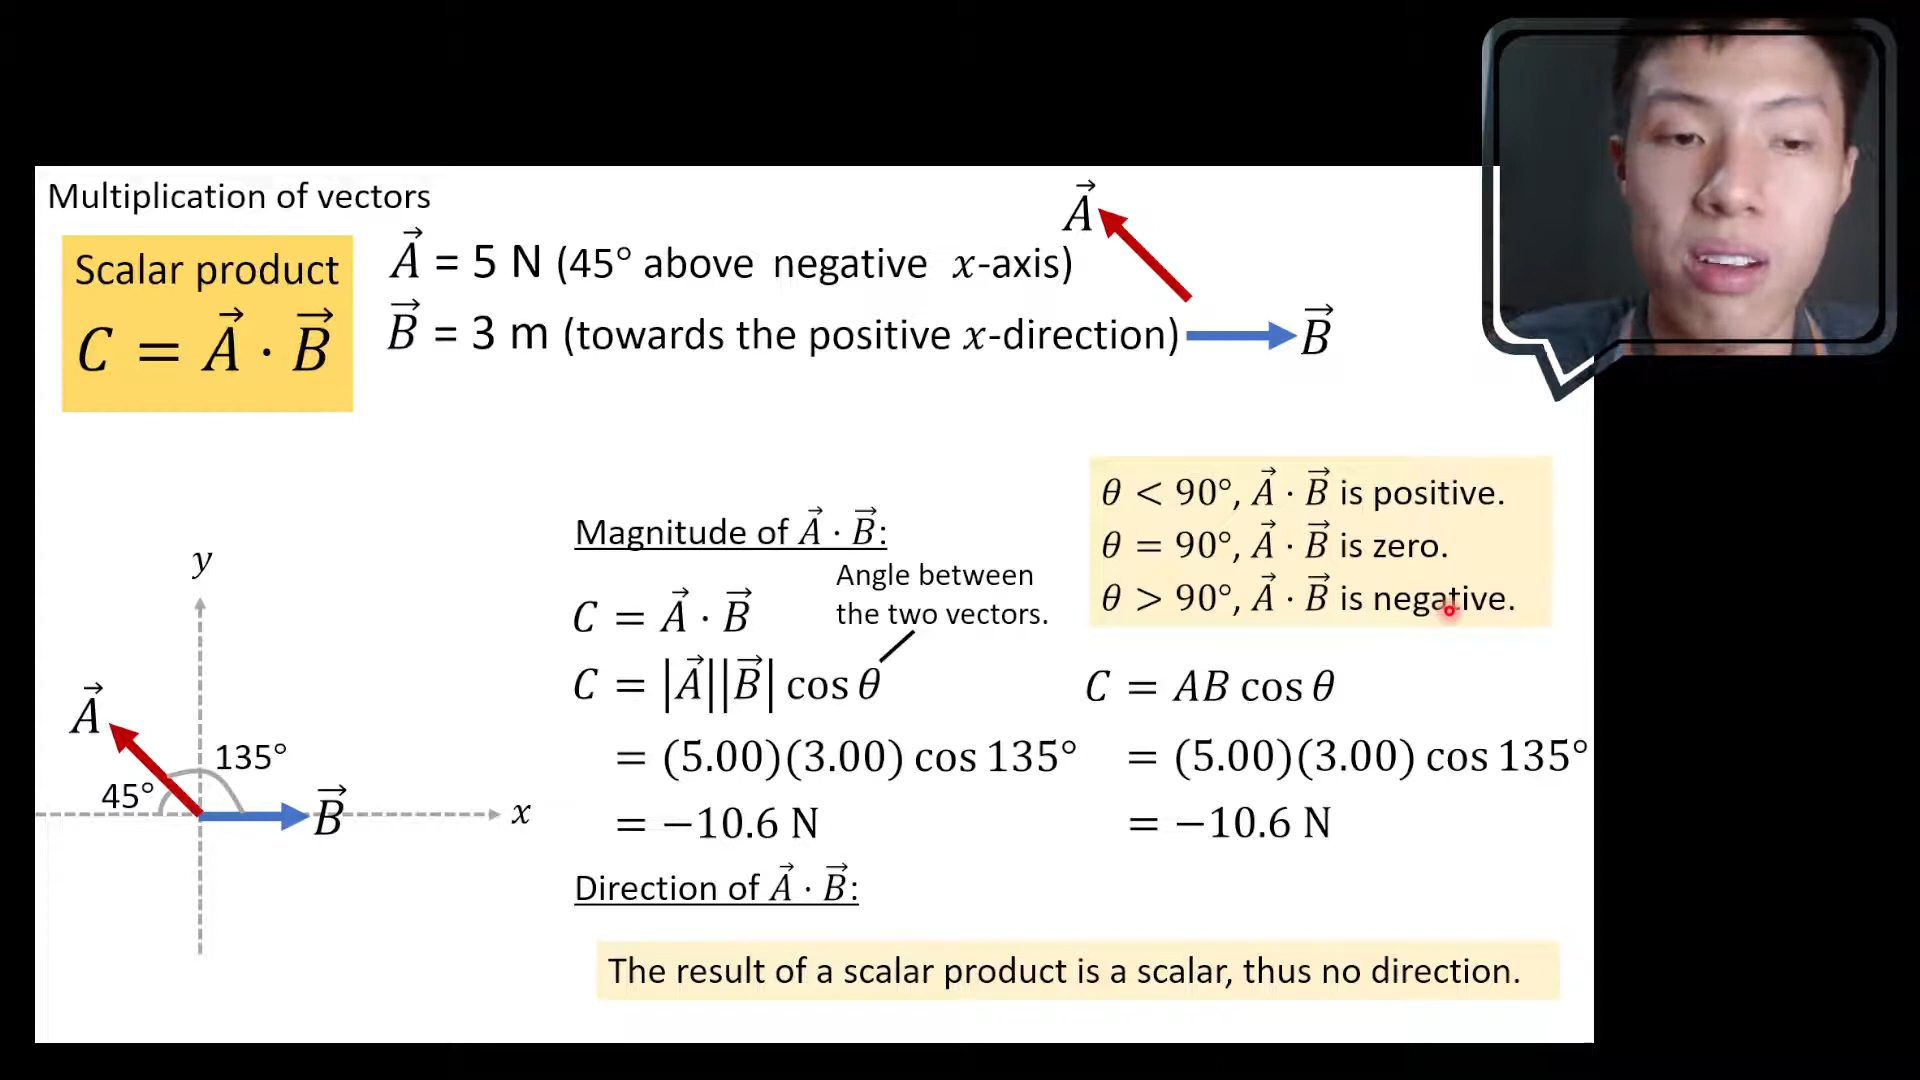 Multiplication of vectors
Scalar product
C = A⃗ · B⃗
A⃗ = 5 N (45° above negative x-axis)
B⃗ = 3 m (towards the positive x-direction)
A⃗
B⃗
θ < 90°, A⃗ · B⃗ is positive.
θ = 90°, A⃗ · B⃗ is zero.
θ > 90°, A⃗ · B⃗ is negative.
y
A⃗
135°
45°
B⃗
x
Magnitude of A⃗ · B⃗:
Angle between
the two vectors.
C = A⃗ · B⃗
C = |A⃗||B⃗| cos θ
= (5.00)(3.00) cos 135°
= −10.6 N
C = AB cos θ
= (5.00)(3.00) cos 135°
= −10.6 N
Direction of A⃗ · B⃗:
The result of a scalar product is a scalar, thus no direction.